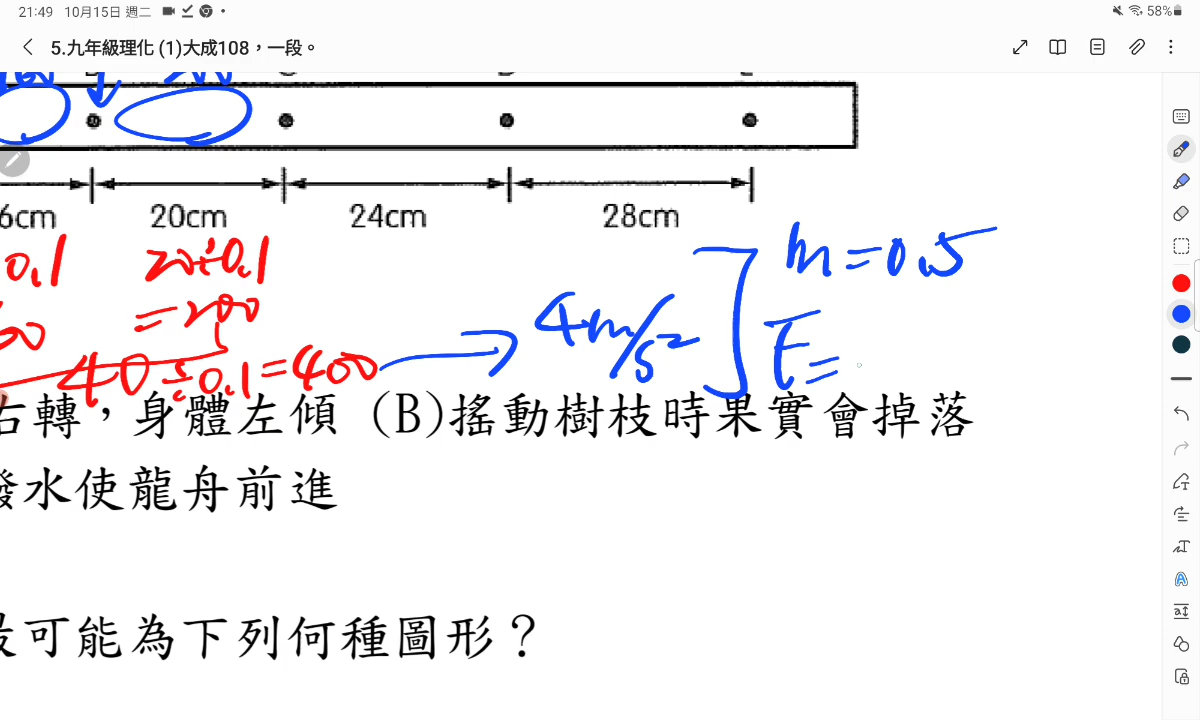 21:49 10月15日 週二 58%
5.九年級理化 (1)大成108，一段。
6cm 20cm 24cm 28cm
0.1 20÷0.1 m=0.5
00 =200 4m/s² F=
40÷0.1=400
右轉，身體左傾 (B)搖動樹枝時果實會掉落
撥水使龍舟前進
最可能為下列何種圖形？